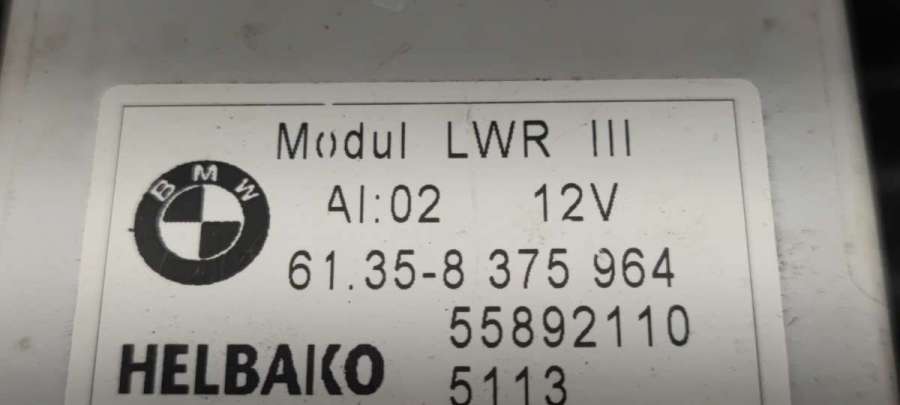 Modul LWR III
BMW
AI:02 12V
61.35-8 375 964
55892110
HELBAKO
5113